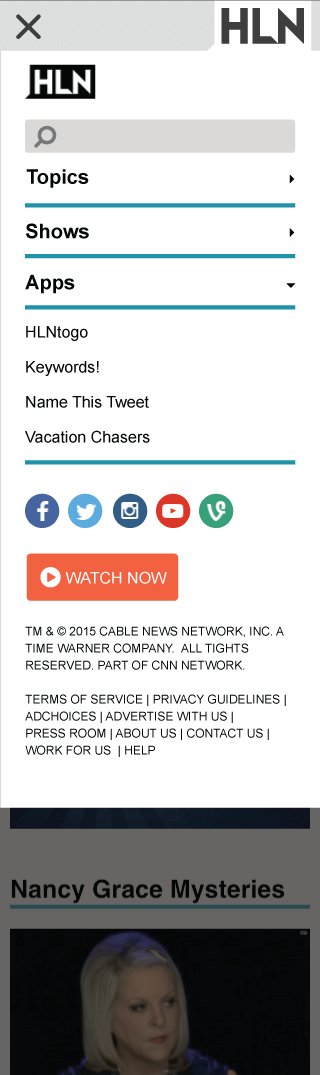 HLN
HLN
Topics
Shows
Apps
HLNtogo
Keywords!
Name This Tweet
Vacation Chasers
WATCH NOW
TM & © 2015 CABLE NEWS NETWORK, INC. A
TIME WARNER COMPANY. ALL TIGHTS
RESERVED. PART OF CNN NETWORK.
TERMS OF SERVICE | PRIVACY GUIDELINES |
ADCHOICES | ADVERTISE WITH US |
PRESS ROOM | ABOUT US | CONTACT US |
WORK FOR US | HELP
Nancy Grace Mysteries